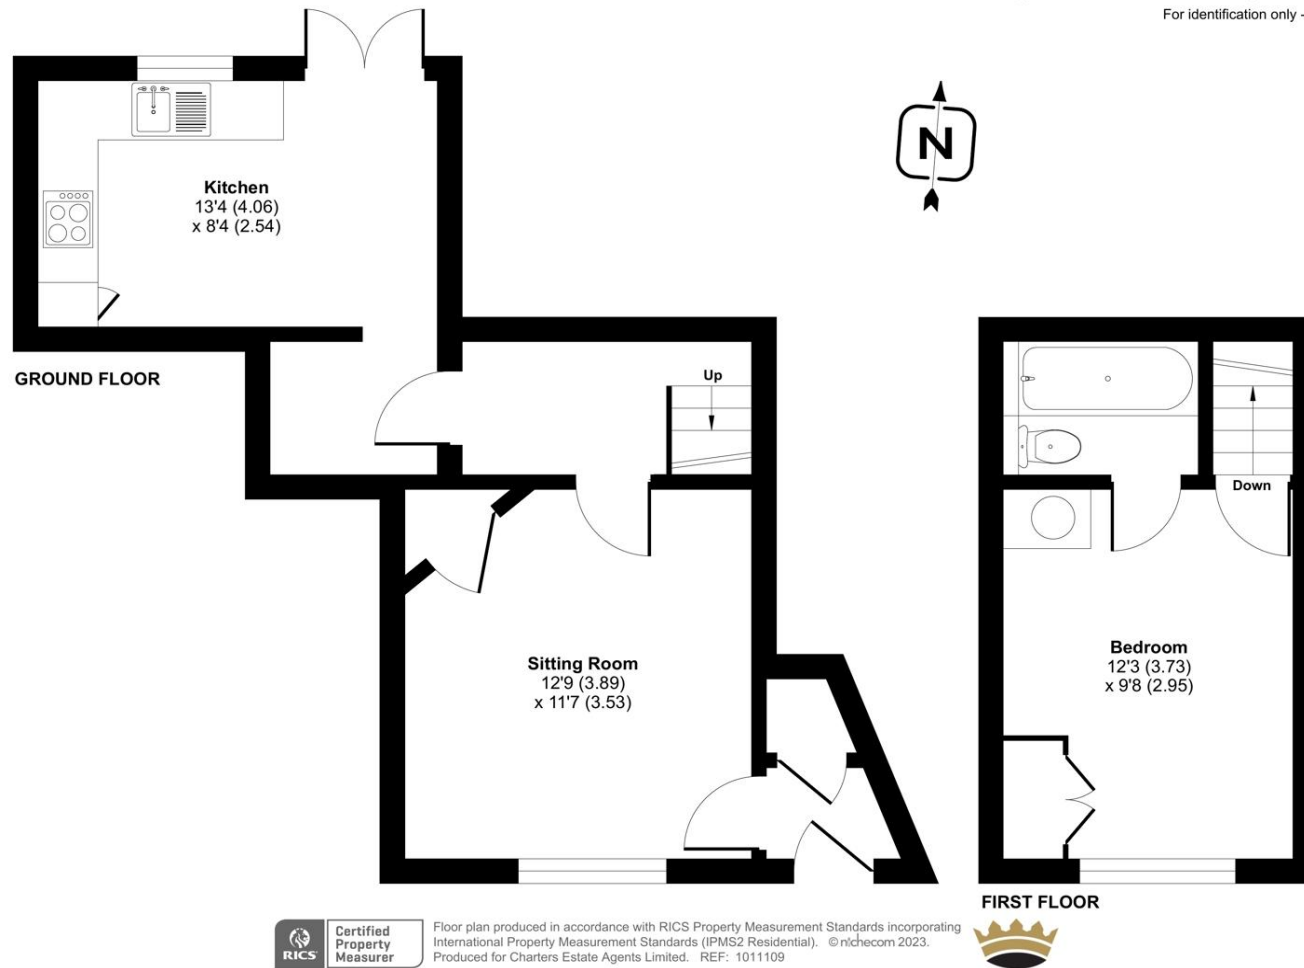 For identification only -
N
Kitchen
13'4 (4.06)
x 8'4 (2.54)
GROUND FLOOR
Up
Sitting Room
12'9 (3.89)
x 11'7 (3.53)
Down
Bedroom
12'3 (3.73)
x 9'8 (2.95)
FIRST FLOOR
RICS
Certified
Property
Measurer
Floor plan produced in accordance with RICS Property Measurement Standards incorporating
International Property Measurement Standards (IPMS2 Residential). © nichecom 2023.
Produced for Charters Estate Agents Limited. REF: 1011109